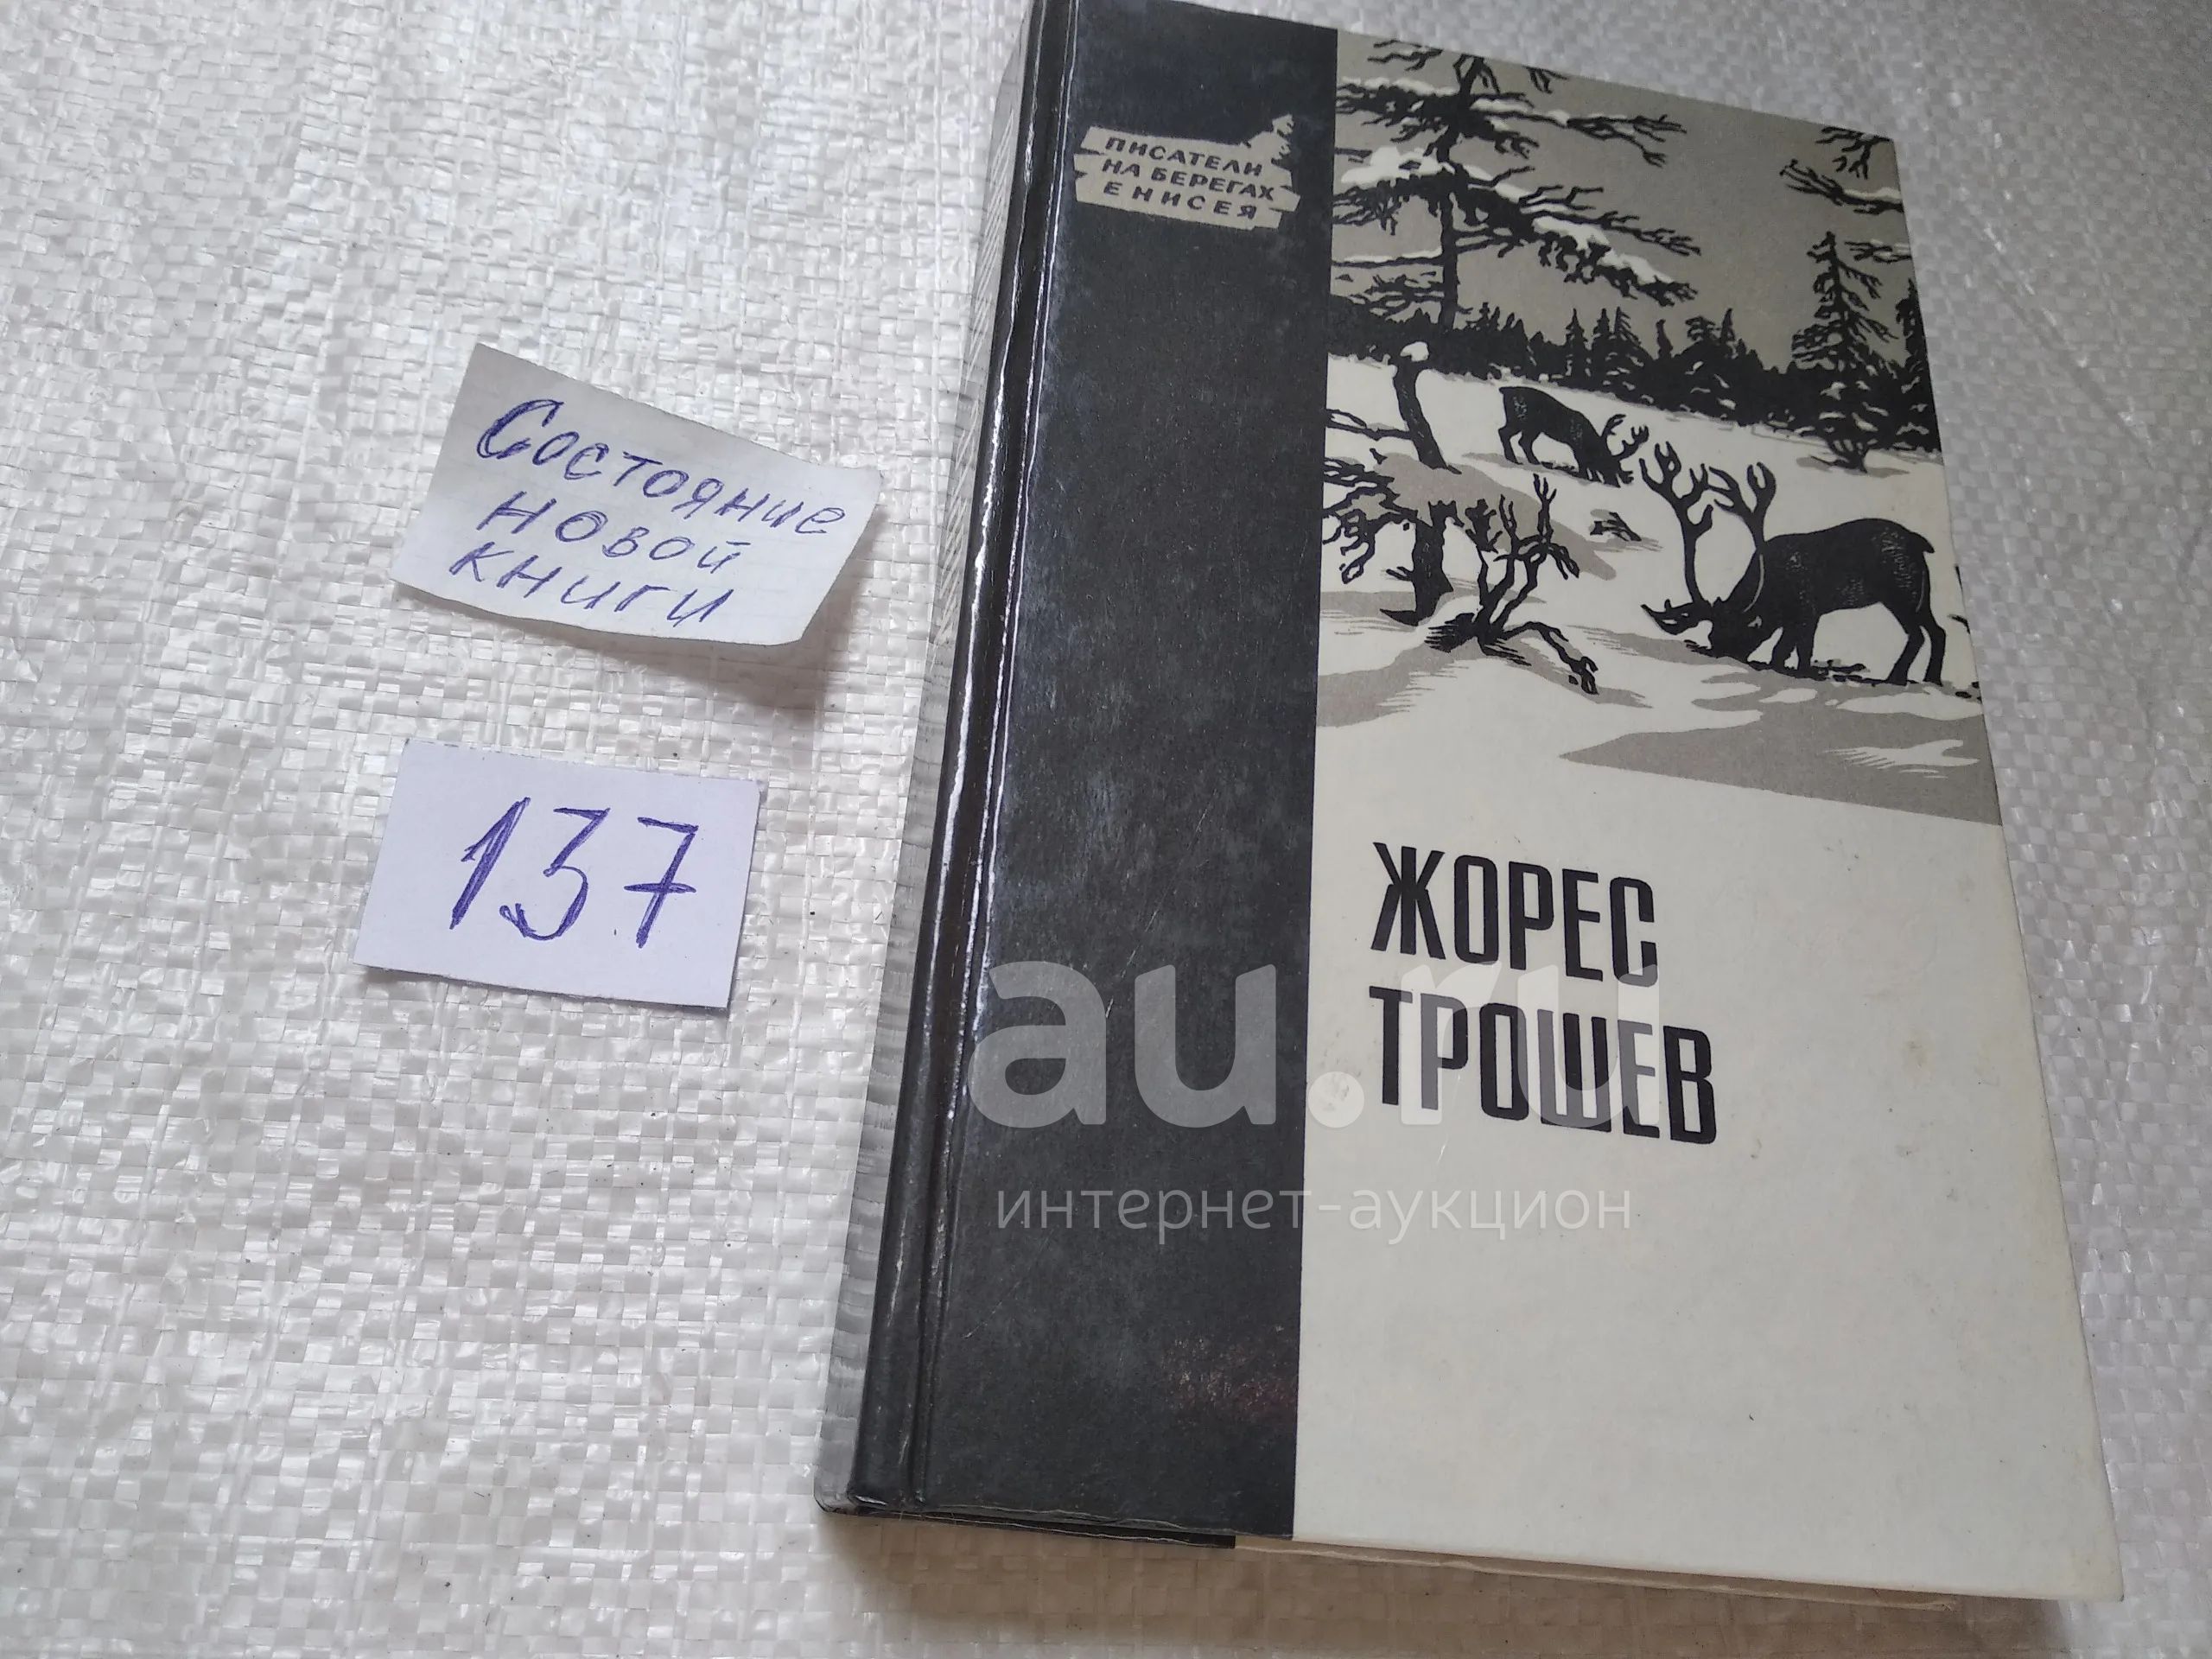 ПИСАТЕЛИ
НА БЕРЕГАХ
ЕНИСЕЯ
Состояние
новой
книги
137
ЖОРЕС
ТРОШЕВ
au.ru
интернет-аукцион